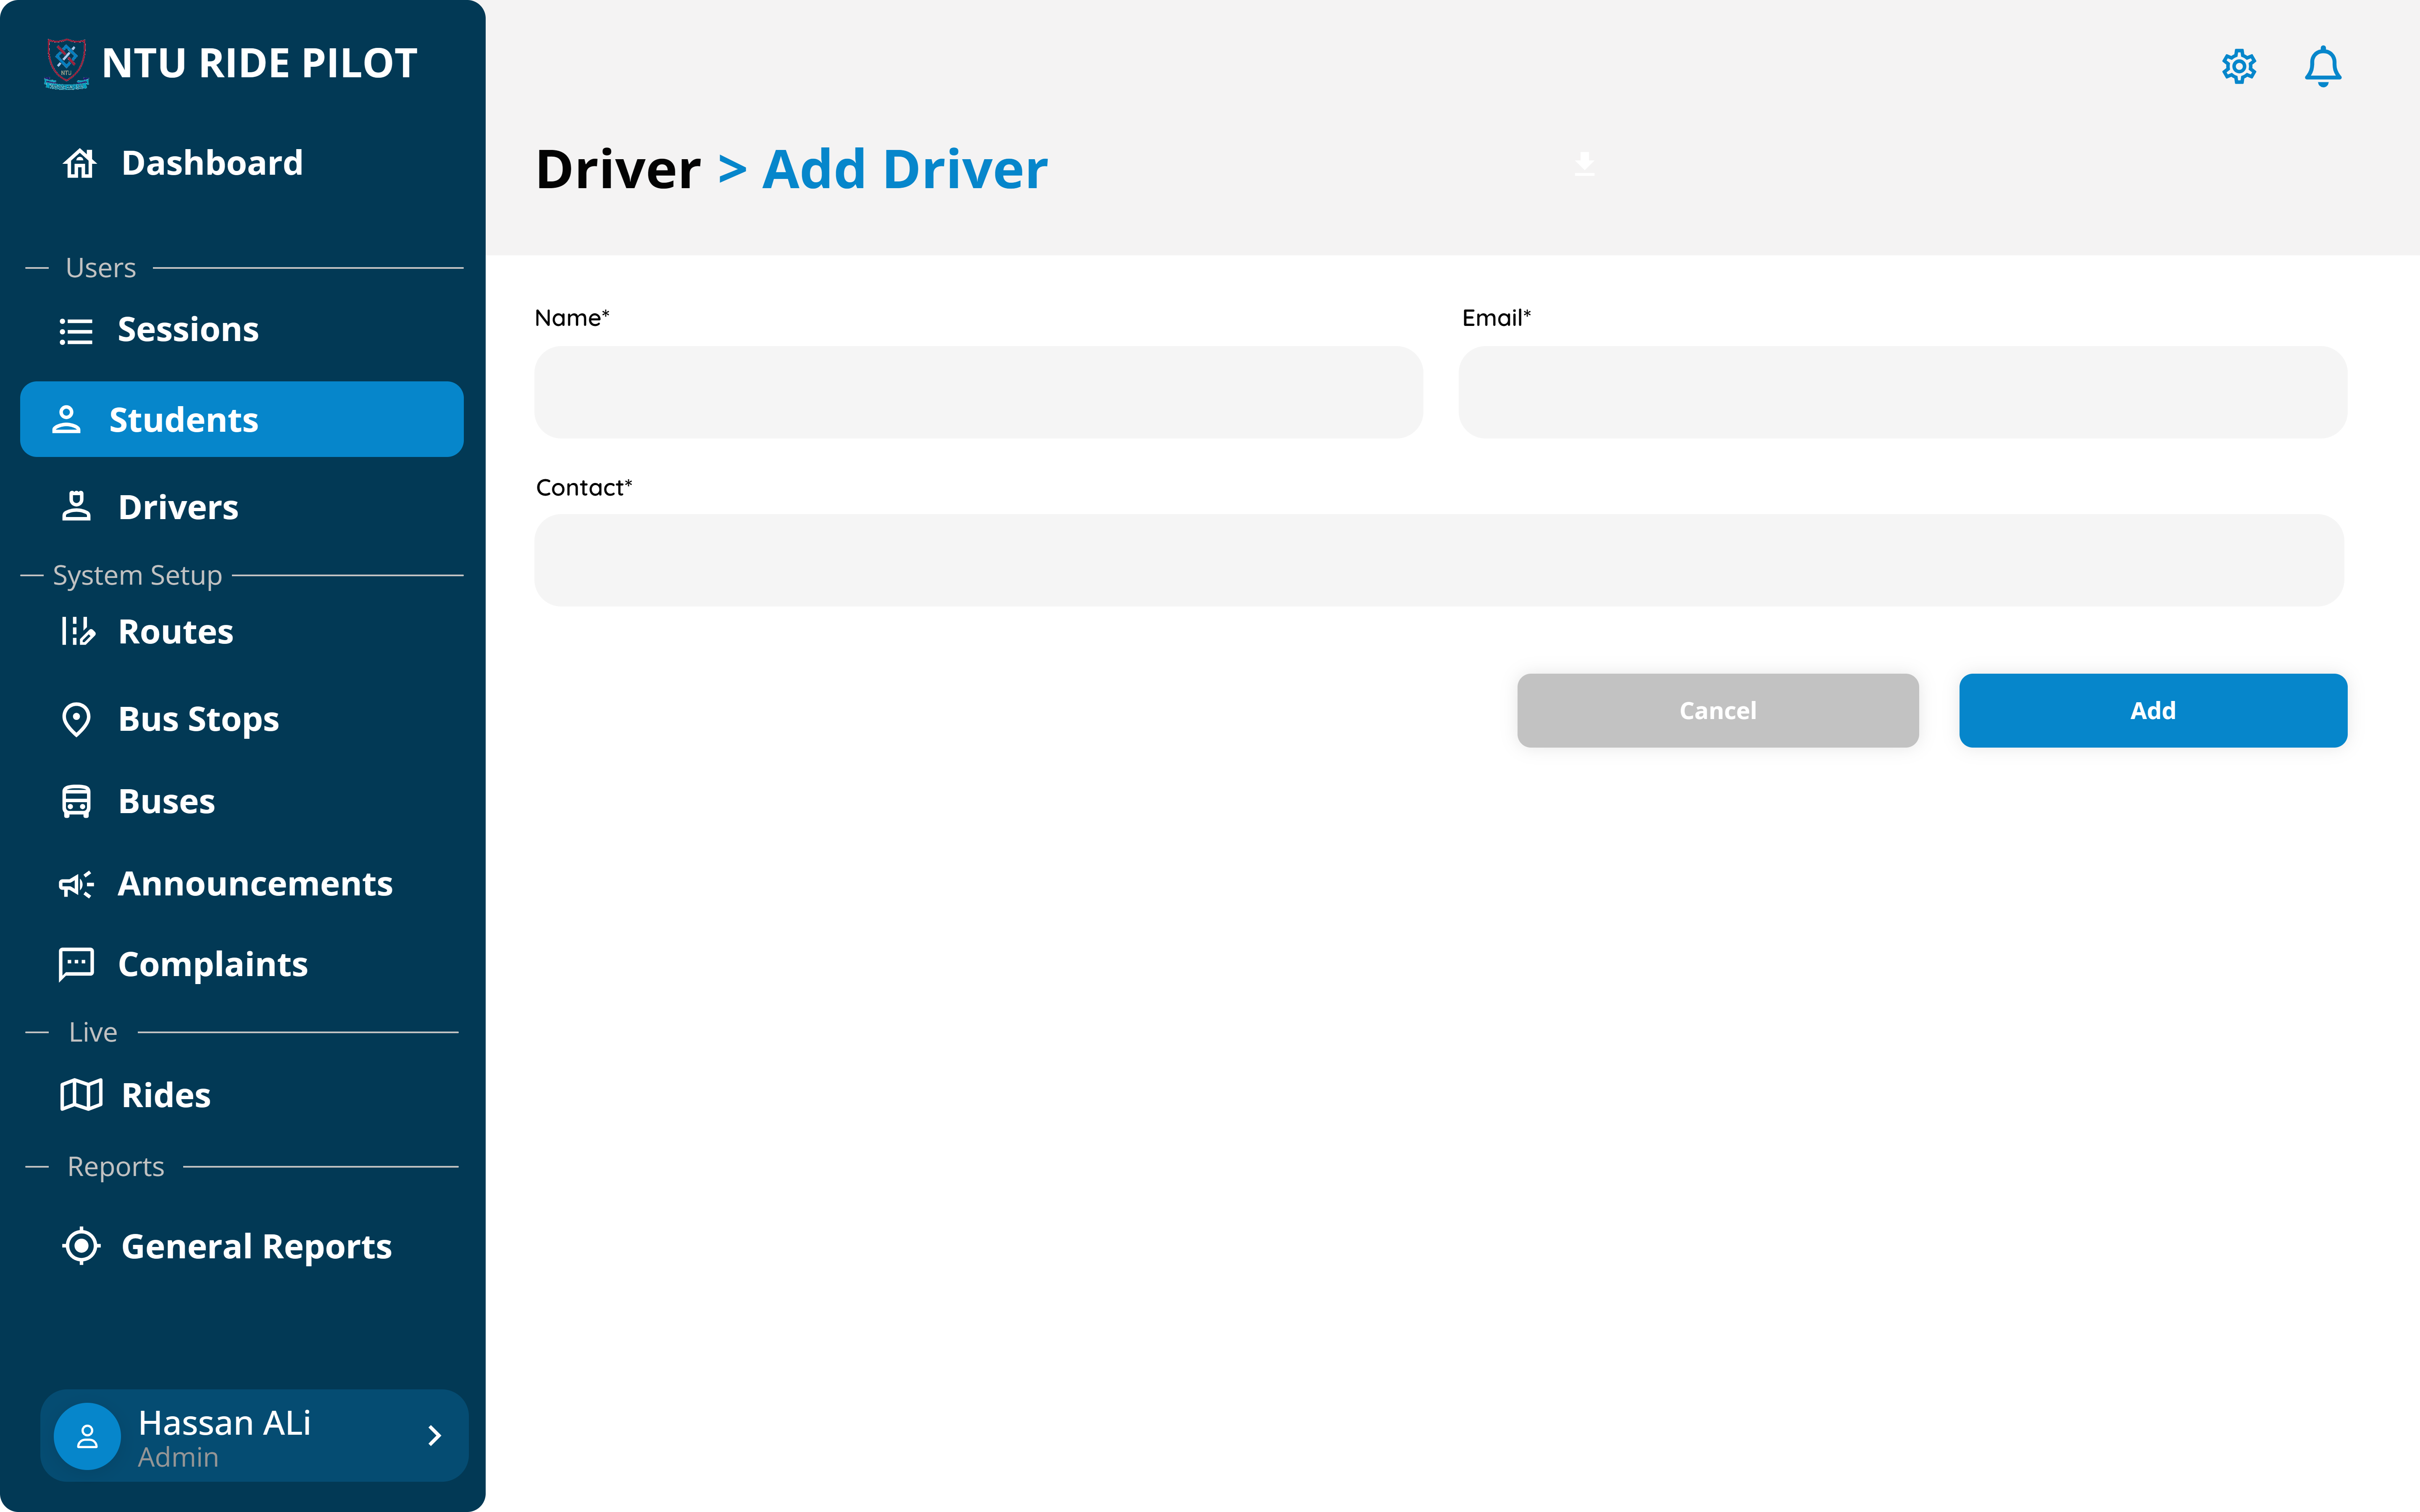 NTU RIDE PILOT
Dashboard
Users
Sessions
Students
Drivers
System Setup
Routes
Bus Stops
Buses
Announcements
Complaints
Live
Rides
Reports
General Reports
Hassan ALi
Admin
Driver > Add Driver
Name*
Email*
Contact*
Cancel
Add